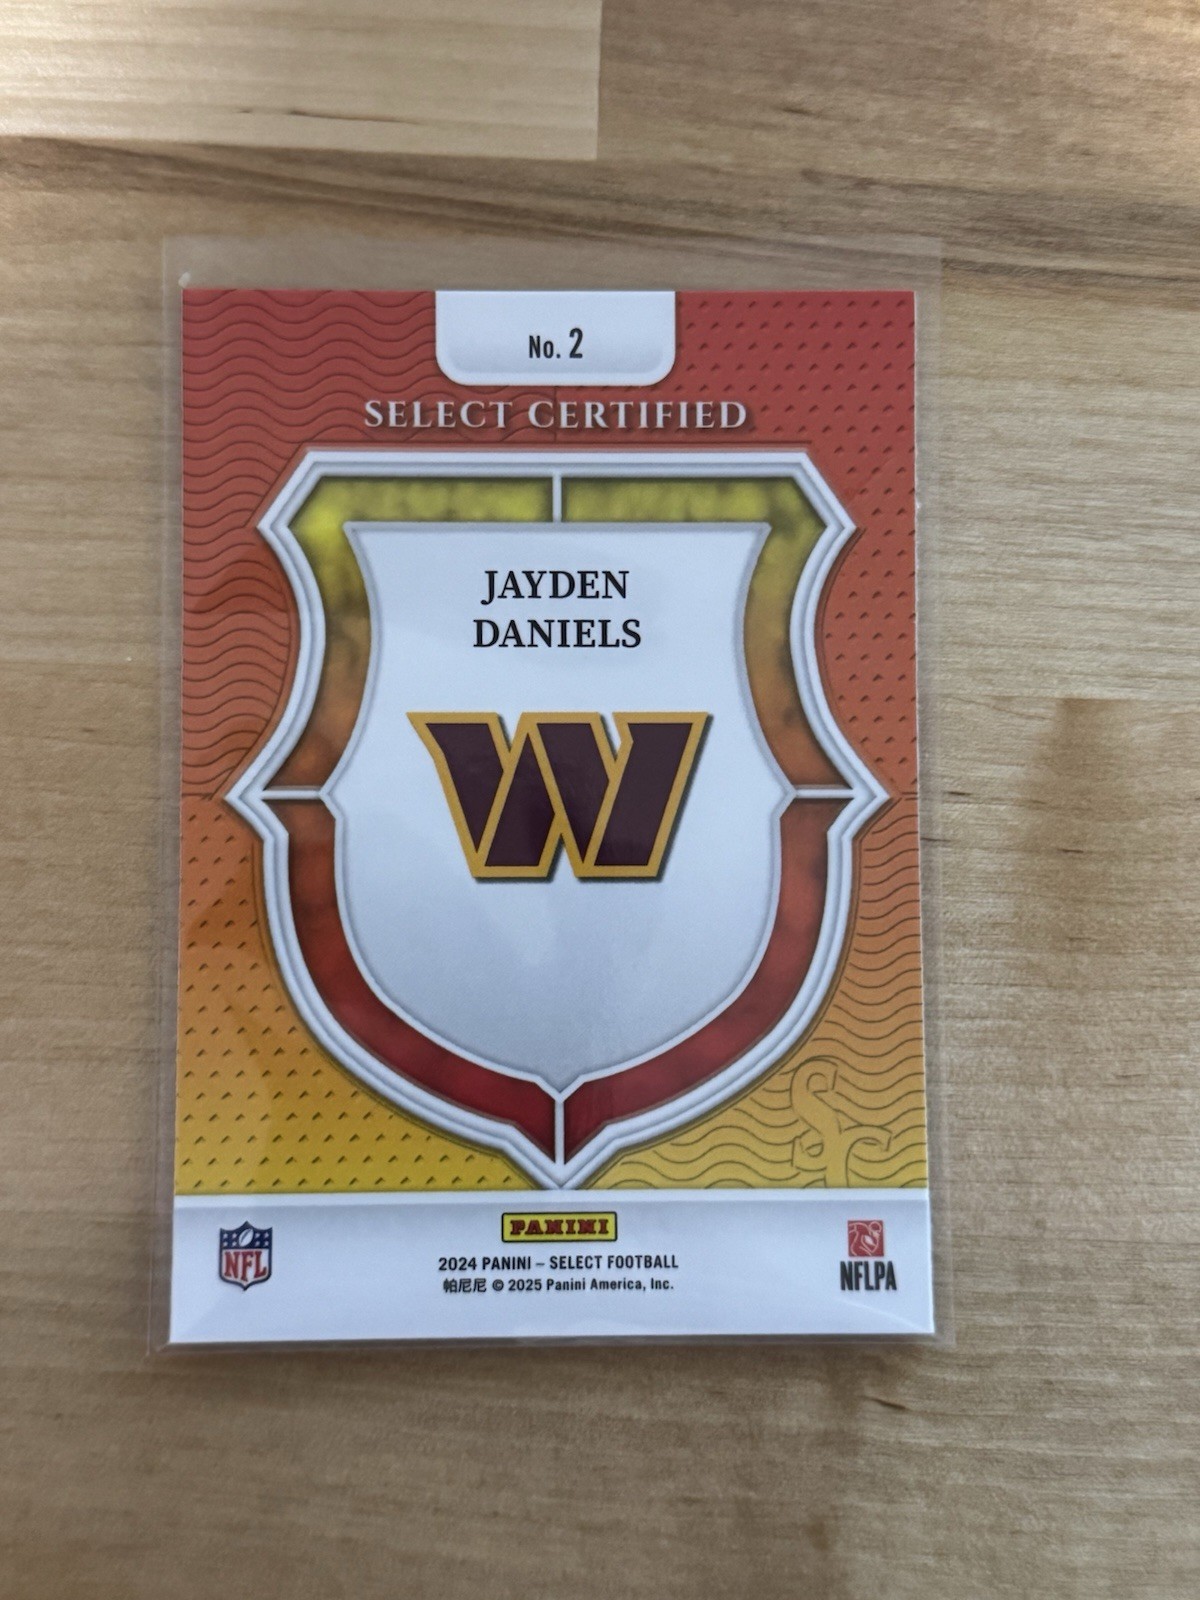 No. 2
SELECT CERTIFIED
JAYDEN
DANIELS
W
PANINI
2024 PANINI – SELECT FOOTBALL
帕尼尼 © 2025 Panini America, Inc.
NFL
NFLPA